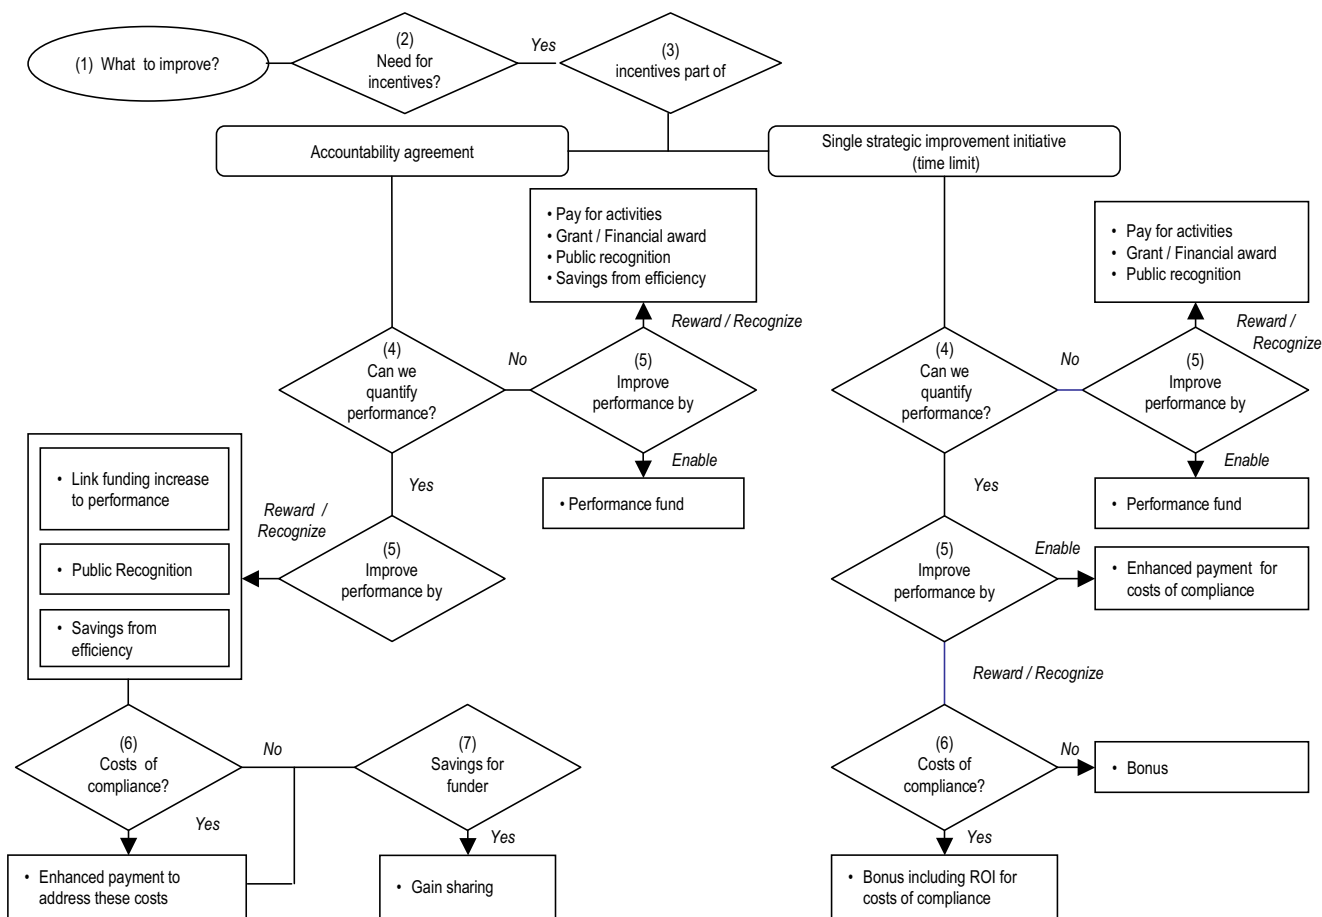 (1) What to improve?
(2)
Need for
incentives?
Yes
(3)
incentives part of
Accountability agreement
Single strategic improvement initiative
(time limit)
• Pay for activities
• Grant / Financial award
• Public recognition
• Savings from efficiency
• Pay for activities
• Grant / Financial award
• Public recognition
Reward / Recognize
Reward /
Recognize
(4)
Can we
quantify
performance?
No
(5)
Improve
performance by
(4)
Can we
quantify
performance?
No
(5)
Improve
performance by
Enable
Enable
• Performance fund
• Performance fund
Yes
Yes
• Link funding increase
to performance
• Public Recognition
• Savings from
efficiency
Reward /
Recognize
(5)
Improve
performance by
(5)
Improve
performance by
Enable
• Enhanced payment for
costs of compliance
Reward / Recognize
(6)
Costs of
compliance?
No
(7)
Savings for
funder
(6)
Costs of
compliance?
No
• Bonus
Yes
Yes
Yes
• Enhanced payment to
address these costs
• Gain sharing
• Bonus including ROI for
costs of compliance